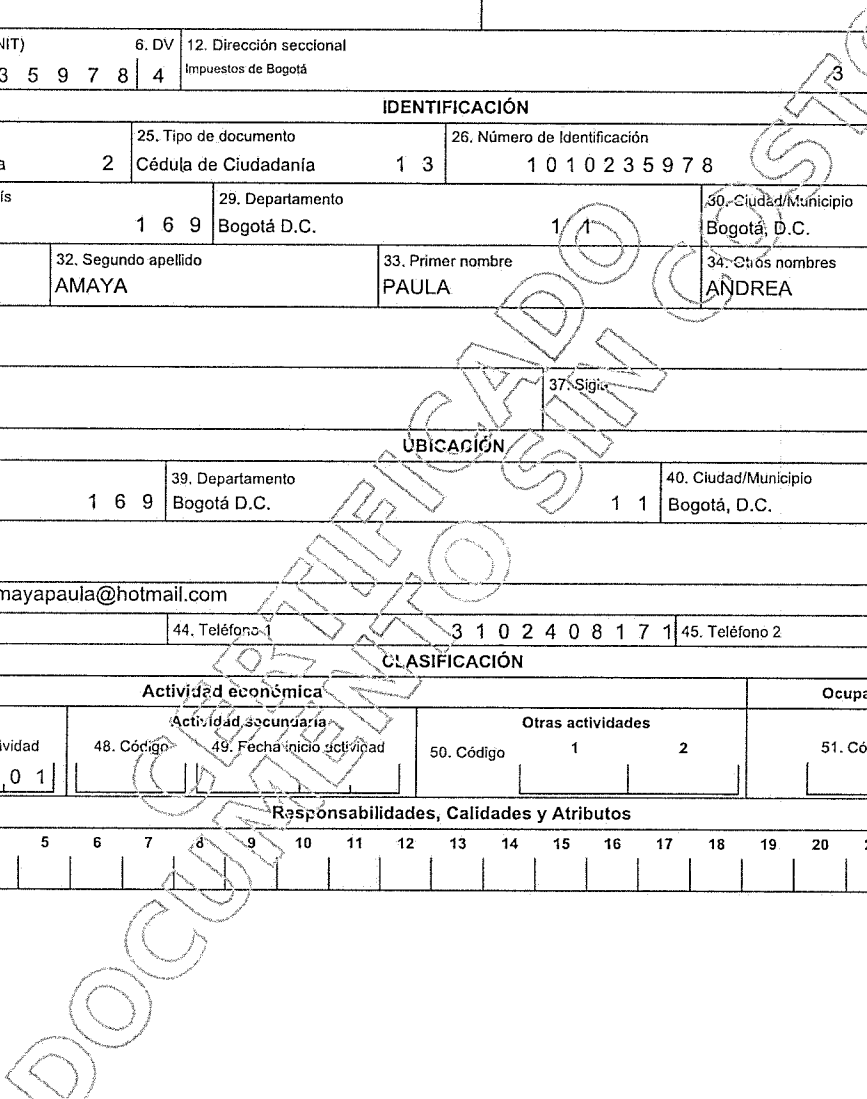 NIT) 6. DV 12. Dirección seccional
3 5 9 7 8 4 Impuestos de Bogotá 3
IDENTIFICACIÓN
25. Tipo de documento 26. Número de Identificación
a 2 Cédula de Ciudadanía 1 3 1 0 1 0 2 3 5 9 7 8
ís 29. Departamento 30. Ciudad/Municipio
1 6 9 Bogotá D.C. 1 1 Bogotá, D.C.
32. Segundo apellido 33. Primer nombre 34. Otros nombres
AMAYA PAULA ANDREA
37. Sigla
UBICACIÓN
39. Departamento 40. Ciudad/Municipio
1 6 9 Bogotá D.C. 1 1 Bogotá, D.C.
mayapaula@hotmail.com
44. Teléfono 1 3 1 0 2 4 0 8 1 7 1 45. Teléfono 2
CLASIFICACIÓN
Actividad económica Ocupa
Actividad secundaria Otras actividades
ividad 48. Código 49. Fecha inicio actividad 50. Código 1 2 51. Có
0 1
Responsabilidades, Calidades y Atributos
5 6 7 8 9 10 11 12 13 14 15 16 17 18 19 20
CERTIFICADO
DOCUMENTO SIN COSTO